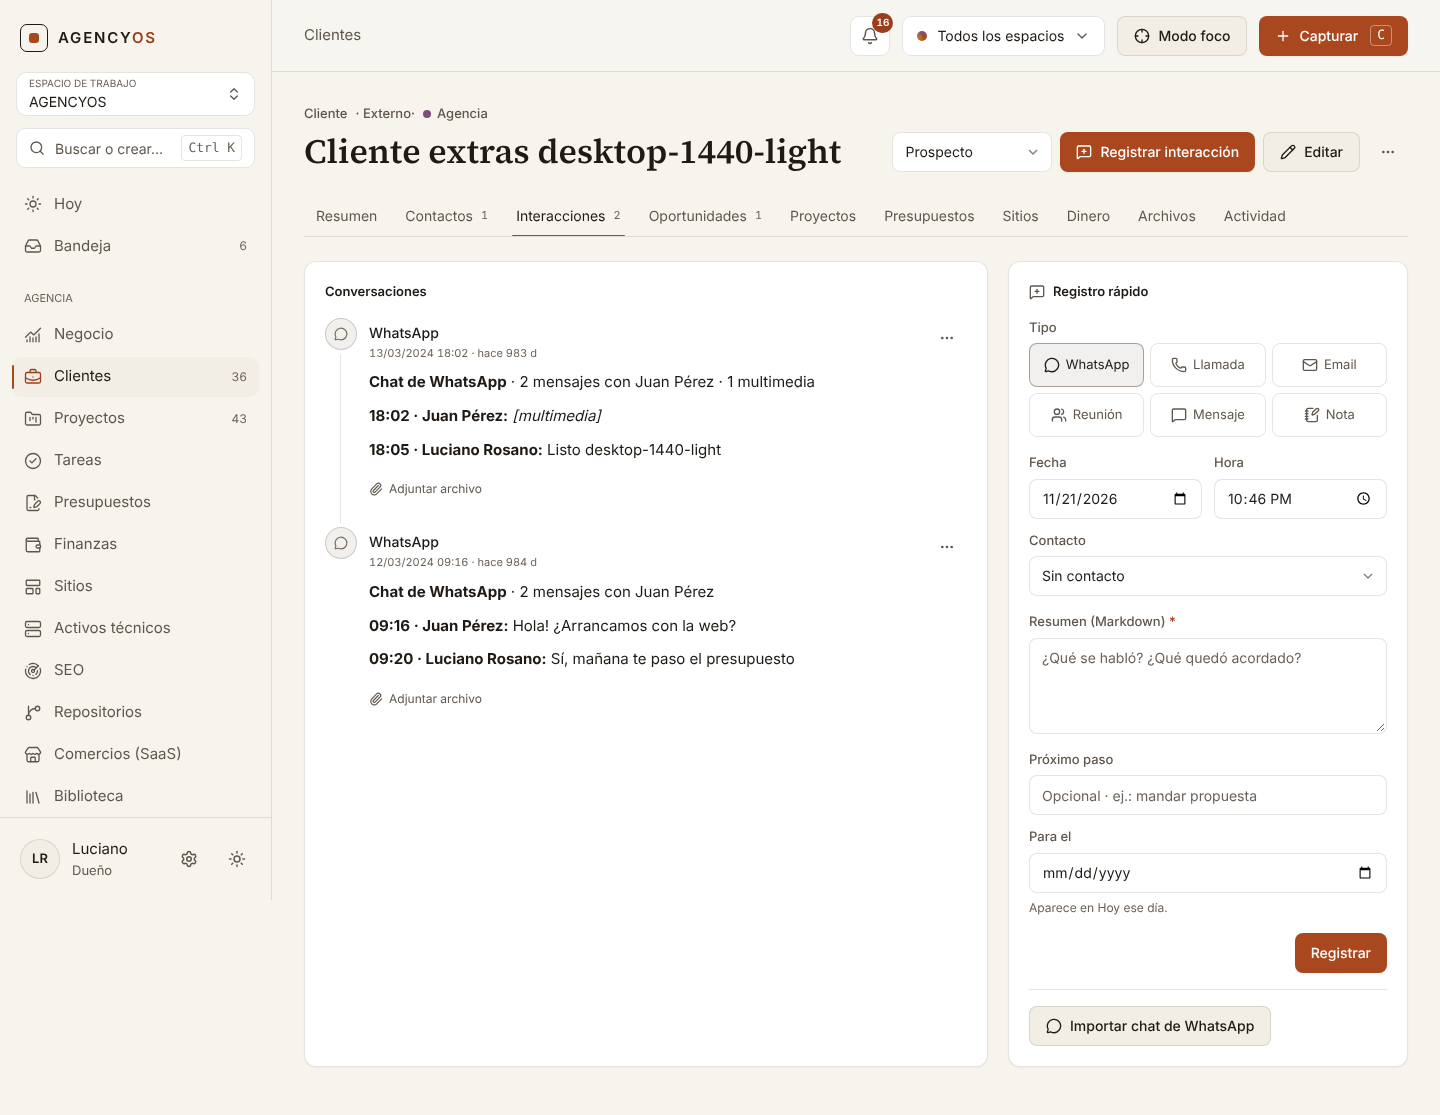 AGENCYOS
ESPACIO DE TRABAJO
AGENCYOS
Buscar o crear... Ctrl K
Hoy
Bandeja 6
AGENCIA
Negocio
Clientes 36
Proyectos 43
Tareas
Presupuestos
Finanzas
Sitios
Activos técnicos
SEO
Repositorios
Comercios (SaaS)
Biblioteca
LR
Luciano
Dueño
Clientes
16
Todos los espacios
Modo foco
Capturar C
Cliente · Externo· Agencia
Cliente extras desktop-1440-light
Prospecto
Registrar interacción
Editar
Resumen Contactos 1 Interacciones 2 Oportunidades 1 Proyectos Presupuestos Sitios Dinero Archivos Actividad
Conversaciones
WhatsApp
13/03/2024 18:02 · hace 983 d
Chat de WhatsApp · 2 mensajes con Juan Pérez · 1 multimedia
18:02 · Juan Pérez: [multimedia]
18:05 · Luciano Rosano: Listo desktop-1440-light
Adjuntar archivo
WhatsApp
12/03/2024 09:16 · hace 984 d
Chat de WhatsApp · 2 mensajes con Juan Pérez
09:16 · Juan Pérez: Hola! ¿Arrancamos con la web?
09:20 · Luciano Rosano: Sí, mañana te paso el presupuesto
Adjuntar archivo
Registro rápido
Tipo
WhatsApp Llamada Email
Reunión Mensaje Nota
Fecha Hora
11/21/2026 10:46 PM
Contacto
Sin contacto
Resumen (Markdown) *
¿Qué se habló? ¿Qué quedó acordado?
Próximo paso
Opcional · ej.: mandar propuesta
Para el
mm/dd/yyyy
Aparece en Hoy ese día.
Registrar
Importar chat de WhatsApp